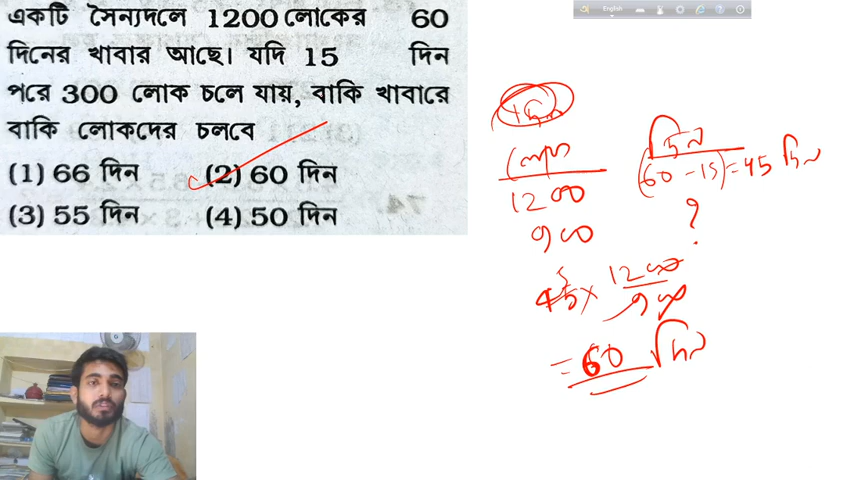 একটি সৈন্যদলে 1200 লোকের 60
দিনের খাবার আছে। যদি 15 দিন
পরে 300 লোক চলে যায়, বাকি খাবারে
বাকি লোকদের চলবে
(1) 66 দিন (2) 60 দিন
(3) 55 দিন (4) 50 দিন
English
লোক দিন
1200 (60 - 15) = 45 দিন
900 ?
45 × 1200
900
= 60 দিন